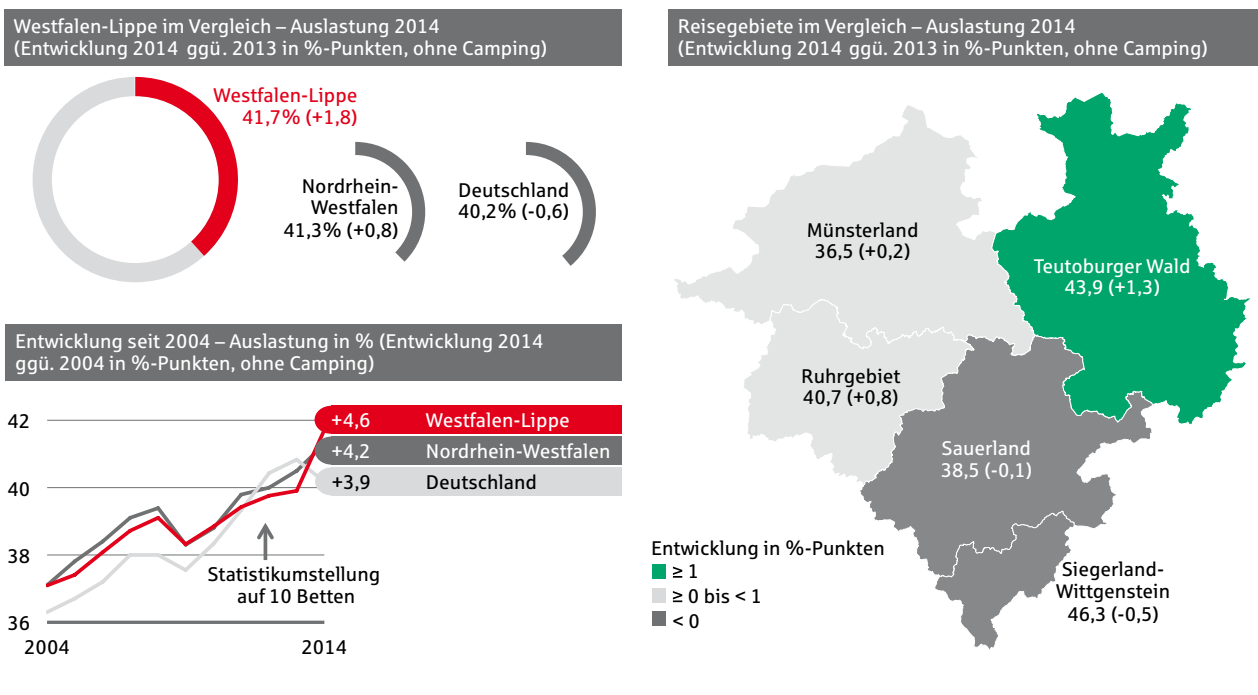 Westfalen-Lippe im Vergleich – Auslastung 2014
(Entwicklung 2014 ggü. 2013 in %-Punkten, ohne Camping)
Westfalen-Lippe
41,7% (+1,8)
Nordrhein-
Westfalen
41,3% (+0,8)
Deutschland
40,2% (-0,6)
Entwicklung seit 2004 – Auslastung in % (Entwicklung 2014
ggü. 2004 in %-Punkten, ohne Camping)
42
40
38
36
+4,6 Westfalen-Lippe
+4,2 Nordrhein-Westfalen
+3,9 Deutschland
Statistikumstellung
auf 10 Betten
2004 2014
Reisegebiete im Vergleich – Auslastung 2014
(Entwicklung 2014 ggü. 2013 in %-Punkten, ohne Camping)
Münsterland
36,5 (+0,2)
Teutoburger Wald
43,9 (+1,3)
Ruhrgebiet
40,7 (+0,8)
Sauerland
38,5 (-0,1)
Siegerland-
Wittgenstein
46,3 (-0,5)
Entwicklung in %-Punkten
≥ 1
≥ 0 bis < 1
< 0